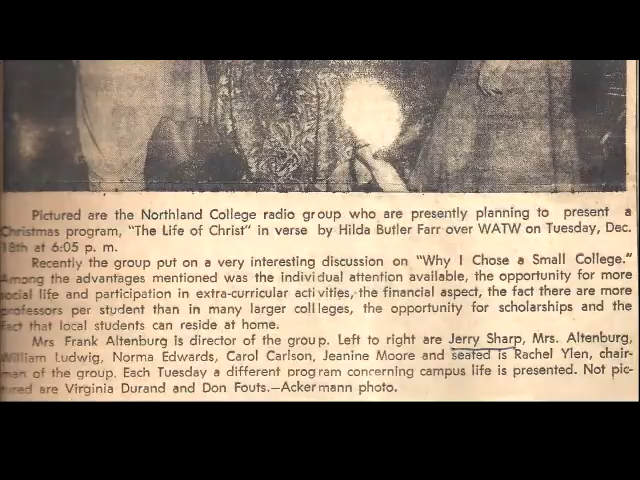 Pictured are the Northland College radio group who are presently planning to present a
Christmas program, "The Life of Christ" in verse by Hilda Butler Farr over WATW on Tuesday, Dec.
18th at 6:05 p. m.
Recently the group put on a very interesting discussion on "Why I Chose a Small College."
Among the advantages mentioned was the individual attention available, the opportunity for more
social life and participation in extra-curricular activities, the financial aspect, the fact there are more
professors per student than in many larger colleges, the opportunity for scholarships and the
fact that local students can reside at home.
Mrs Frank Altenburg is director of the group. Left to right are Jerry Sharp, Mrs. Altenburg,
William Ludwig, Norma Edwards, Carol Carlson, Jeanine Moore and seated is Rachel Ylen, chair-
man of the group. Each Tuesday a different program concerning campus life is presented. Not pic-
tured are Virginia Durand and Don Fouts.—Ackermann photo.